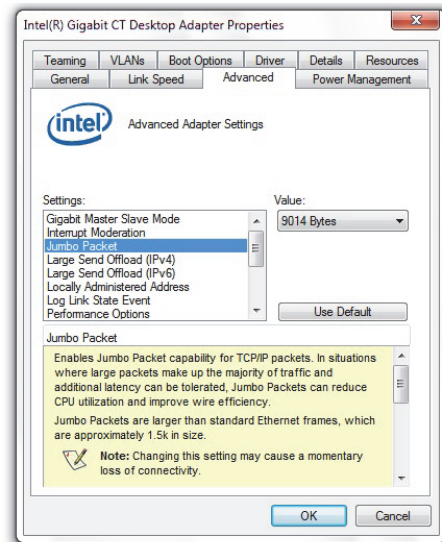 Intel(R) Gigabit CT Desktop Adapter Properties
Teaming VLANs Boot Options Driver Details Resources
General Link Speed Advanced Power Management
intel Advanced Adapter Settings
Settings: Value:
Gigabit Master Slave Mode 9014 Bytes
Interrupt Moderation
Jumbo Packet
Large Send Offload (IPv4)
Large Send Offload (IPv6)
Locally Administered Address
Log Link State Event
Performance Options Use Default
Jumbo Packet
Enables Jumbo Packet capability for TCP/IP packets. In situations
where large packets make up the majority of traffic and
additional latency can be tolerated, Jumbo Packets can reduce
CPU utilization and improve wire efficiency.
Jumbo Packets are larger than standard Ethernet frames, which
are approximately 1.5k in size.
Note: Changing this setting may cause a momentary
loss of connectivity.
OK Cancel